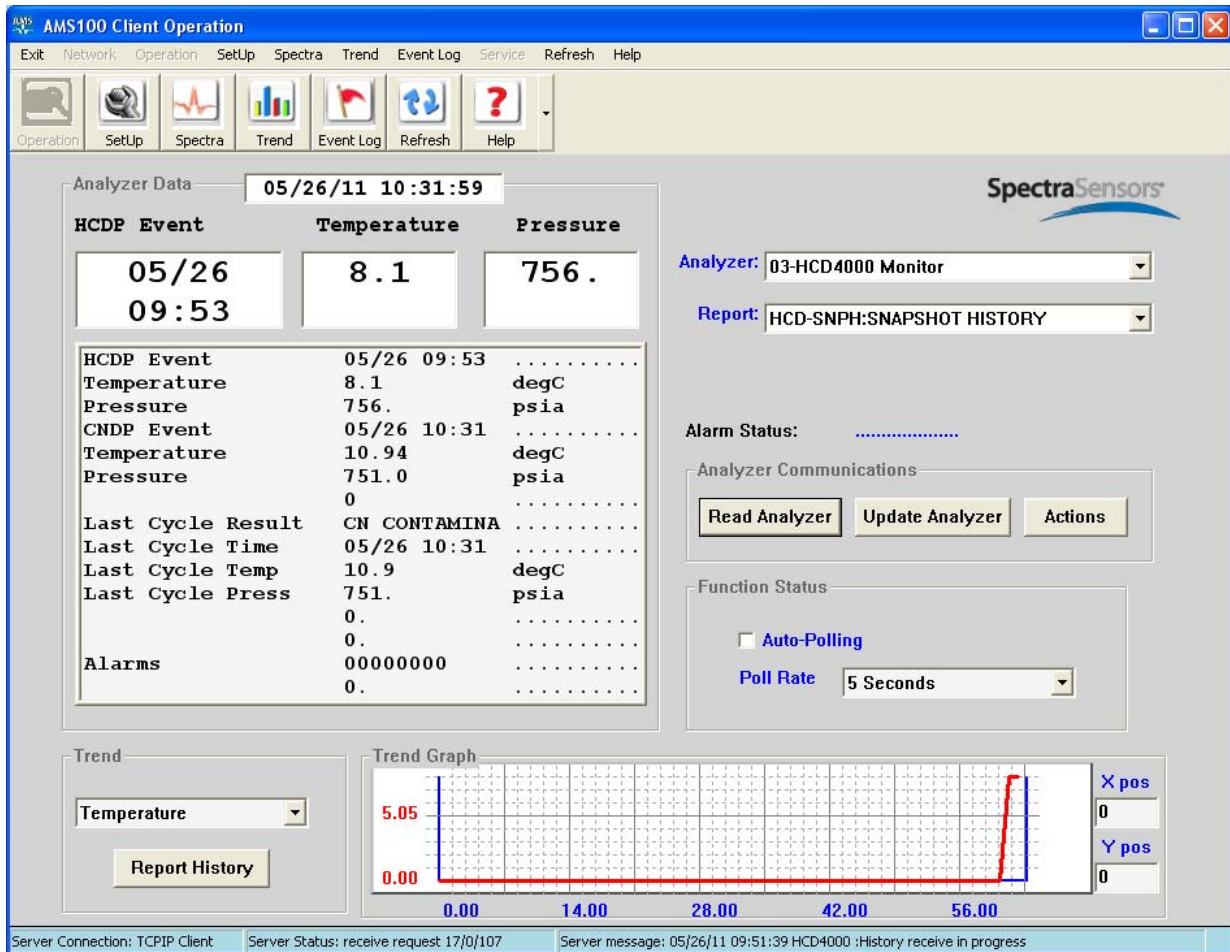 AMS100 Client Operation
Exit Network Operation SetUp Spectra Trend Event Log Service Refresh Help
Operation SetUp Spectra Trend Event Log Refresh Help
Analyzer Data 05/26/11 10:31:59
SpectraSensors
HCDP Event Temperature Pressure
05/26 09:53 8.1 756.
Analyzer: 03-HCD4000 Monitor
Report: HCD-SNPH:SNAPSHOT HISTORY
HCDP Event 05/26 09:53 ..........
Temperature 8.1 degC
Pressure 756. psia
CNDP Event 05/26 10:31 ..........
Temperature 10.94 degC
Pressure 751.0 psia
0 ..........
Last Cycle Result CN CONTAMINA ..........
Last Cycle Time 05/26 10:31 ..........
Last Cycle Temp 10.9 degC
Last Cycle Press 751. psia
0. ..........
0. ..........
Alarms 00000000 ..........
0. ..........
Alarm Status: ....................
Analyzer Communications
Read Analyzer Update Analyzer Actions
Function Status
Auto-Polling
Poll Rate 5 Seconds
Trend
Temperature
Report History
Trend Graph
5.05
0.00
0.00 14.00 28.00 42.00 56.00
X pos
0
Y pos
0
Server Connection: TCPIP Client Server Status: receive request 17/0/107 Server message: 05/26/11 09:51:39 HCD4000 :History receive in progress